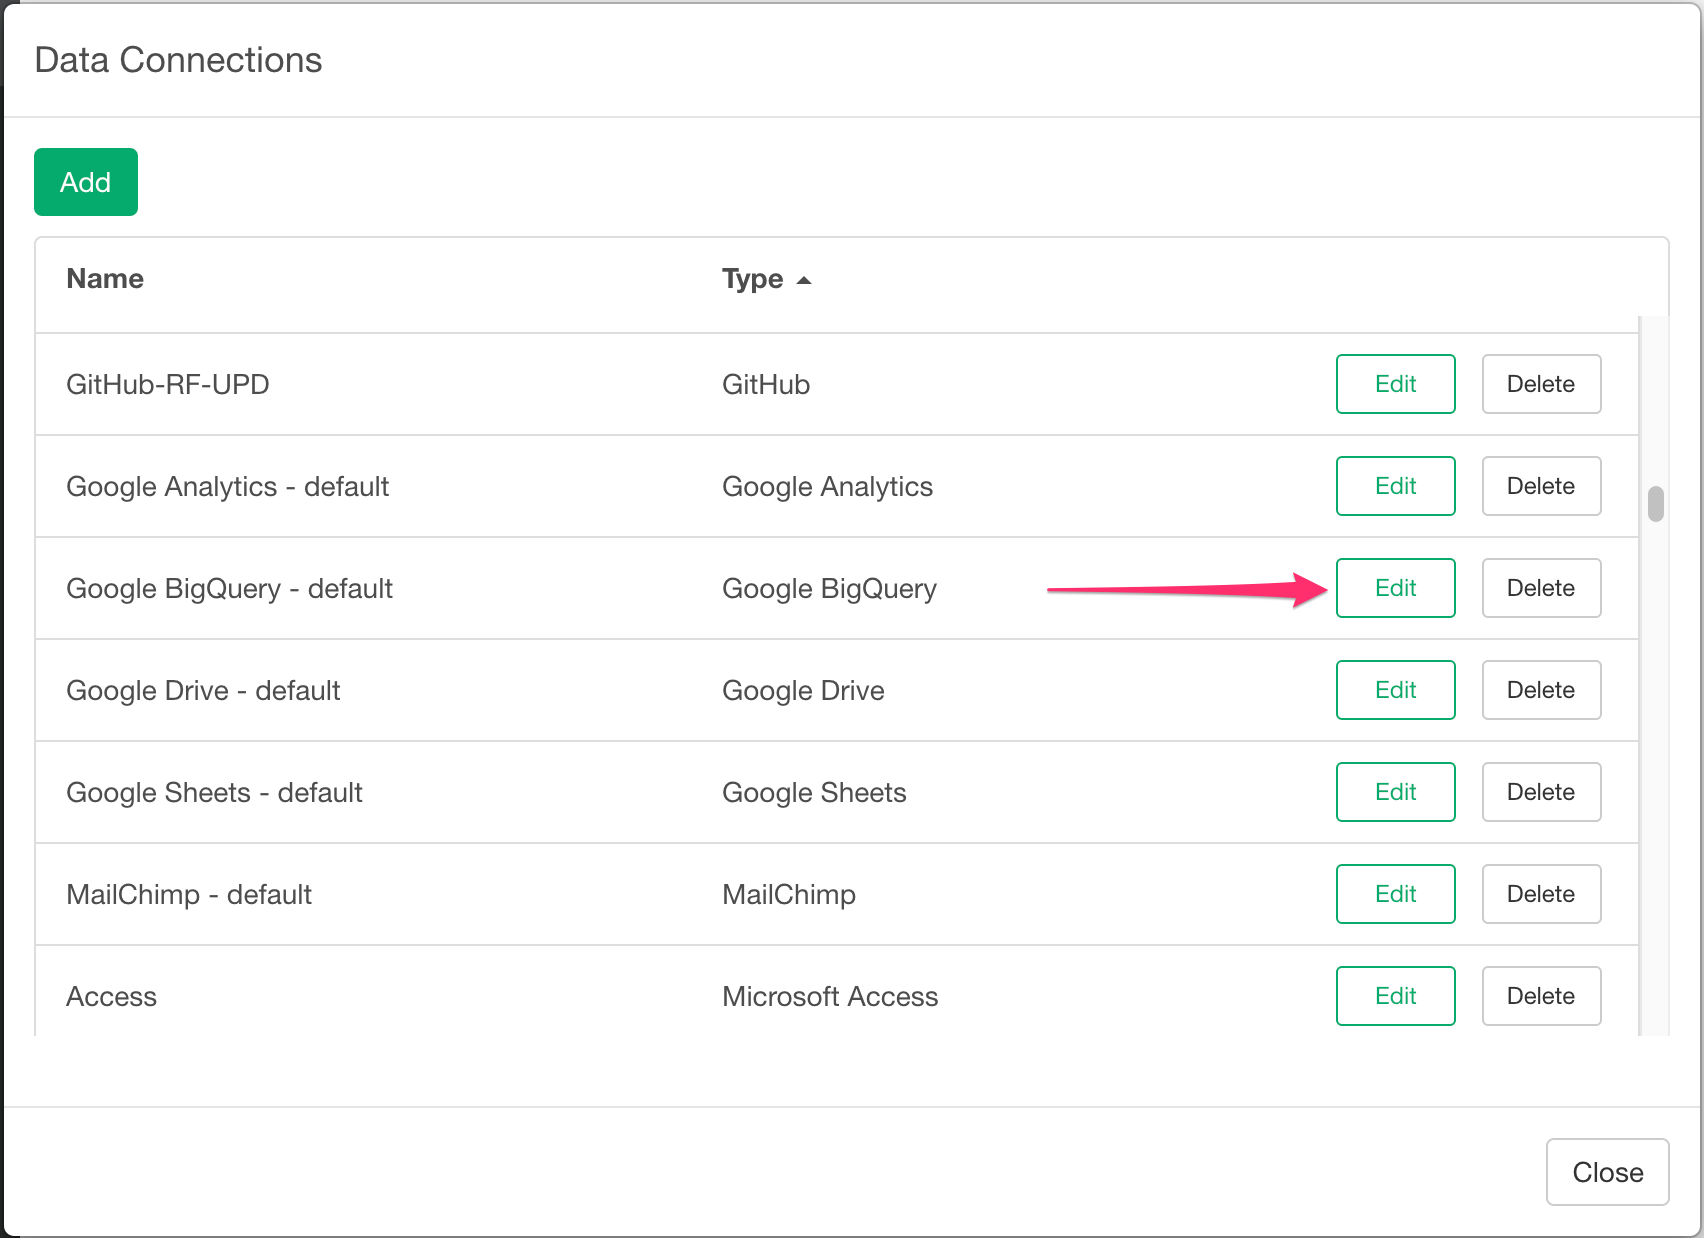 Data Connections
Add
Name Type
GitHub-RF-UPD GitHub Edit Delete
Google Analytics - default Google Analytics Edit Delete
Google BigQuery - default Google BigQuery Edit Delete
Google Drive - default Google Drive Edit Delete
Google Sheets - default Google Sheets Edit Delete
MailChimp - default MailChimp Edit Delete
Access Microsoft Access Edit Delete
Close